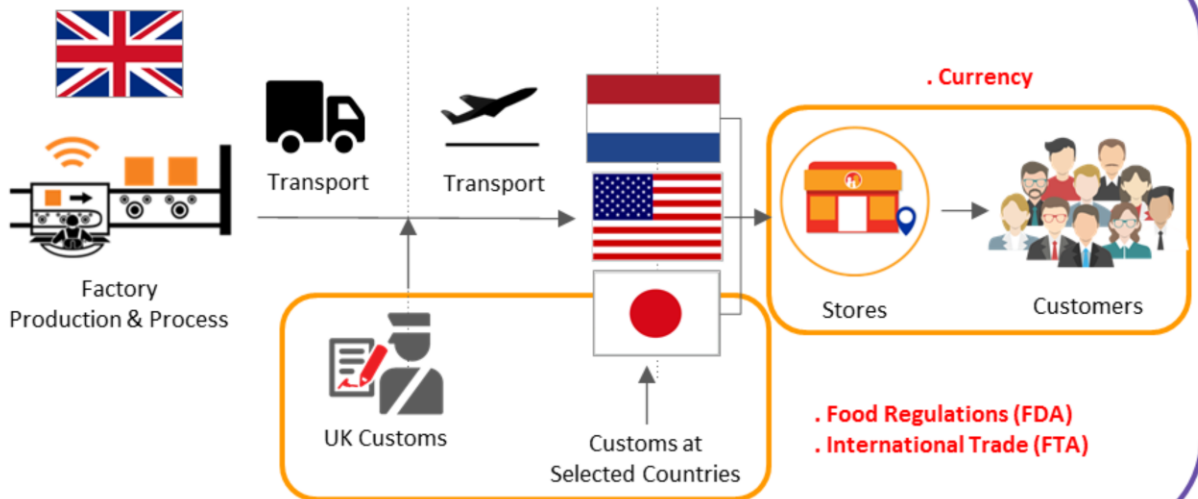 . Currency
Transport
Transport
Factory
Production & Process
Stores
Customers
UK Customs
Customs at
Selected Countries
. Food Regulations (FDA)
. International Trade (FTA)